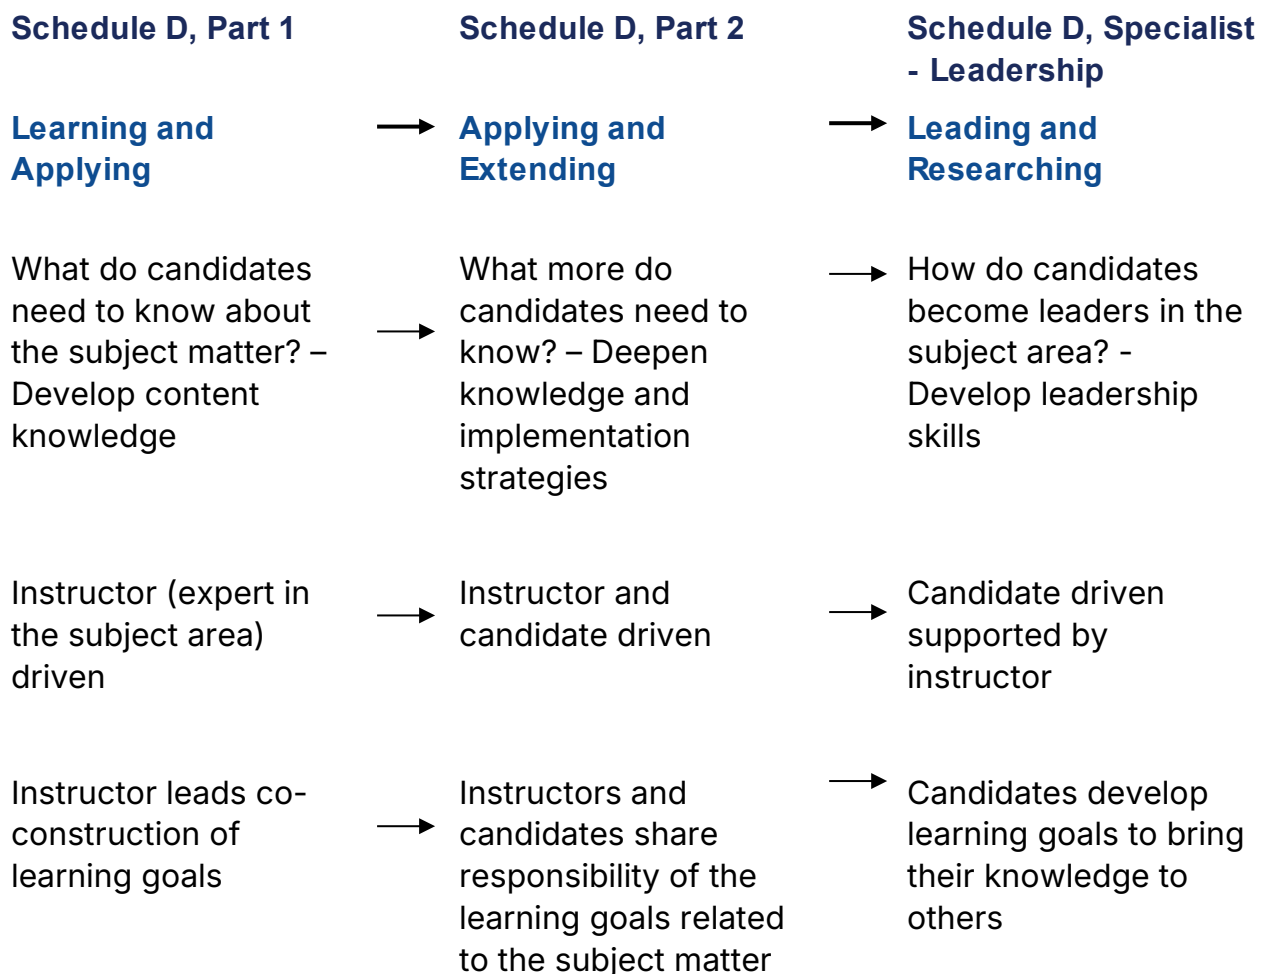 Schedule D, Part 1
Schedule D, Part 2
Schedule D, Specialist
- Leadership
Learning and
Applying
Applying and
Extending
Leading and
Researching
What do candidates
need to know about
the subject matter? –
Develop content
knowledge
What more do
candidates need to
know? – Deepen
knowledge and
implementation
strategies
How do candidates
become leaders in the
subject area? -
Develop leadership
skills
Instructor (expert in
the subject area)
driven
Instructor and
candidate driven
Candidate driven
supported by
instructor
Instructor leads co-
construction of
learning goals
Instructors and
candidates share
responsibility of the
learning goals related
to the subject matter
Candidates develop
learning goals to bring
their knowledge to
others